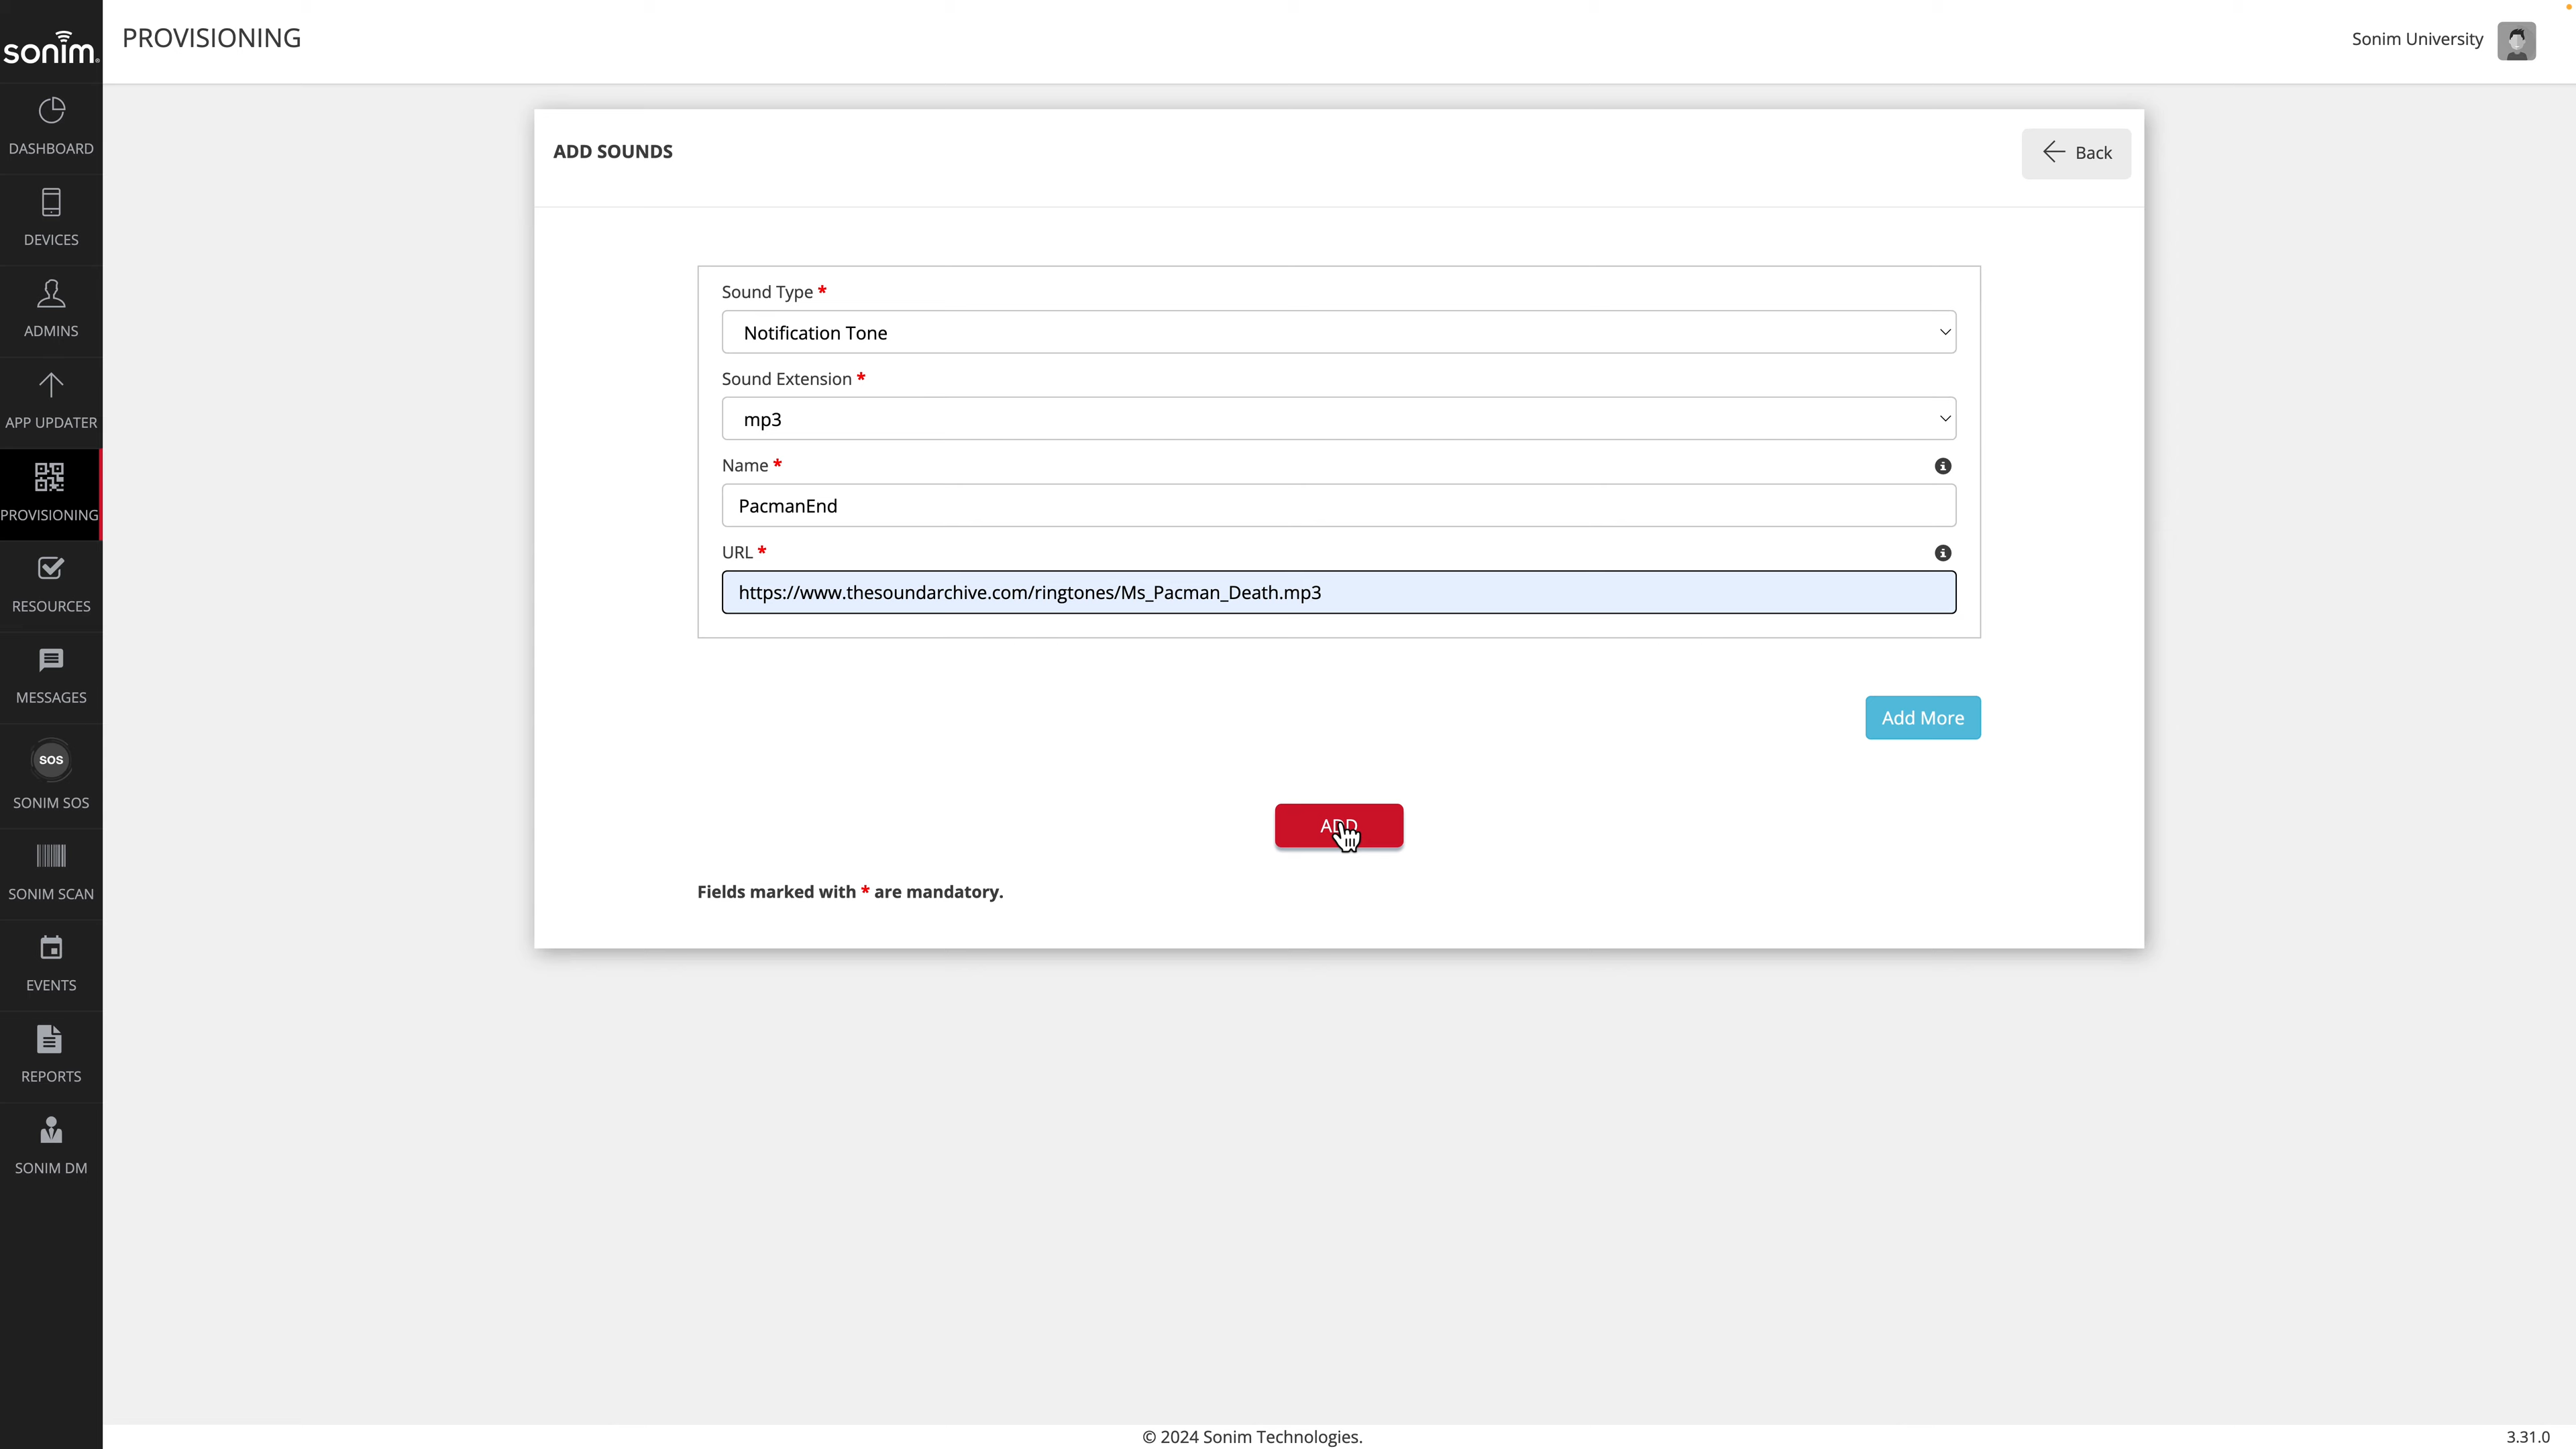 sonim
PROVISIONING
Sonim University
DASHBOARD
DEVICES
ADMINS
APP UPDATER
PROVISIONING
RESOURCES
MESSAGES
SOS
SONIM SOS
SONIM SCAN
EVENTS
REPORTS
SONIM DM
ADD SOUNDS
Back
Sound Type *
Notification Tone
Sound Extension *
mp3
Name *
PacmanEnd
URL *
https://www.thesoundarchive.com/ringtones/Ms_Pacman_Death.mp3
Add More
ADD
Fields marked with * are mandatory.
© 2024 Sonim Technologies.
3.31.0